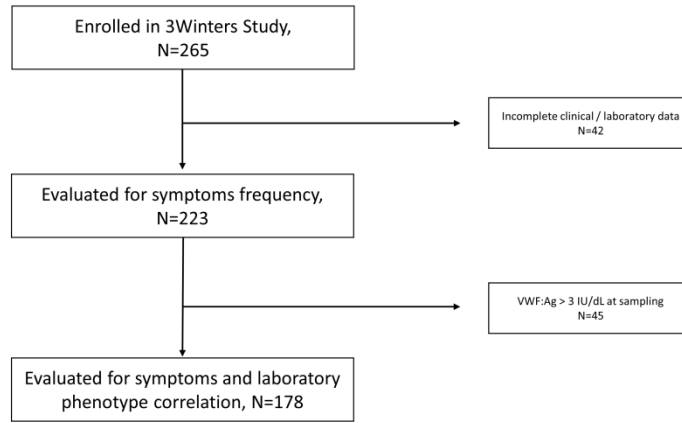 Enrolled in 3Winters Study,
N=265
Incomplete clinical / laboratory data
N=42
Evaluated for symptoms frequency,
N=223
VWF:Ag > 3 IU/dL at sampling
N=45
Evaluated for symptoms and laboratory
phenotype correlation, N=178